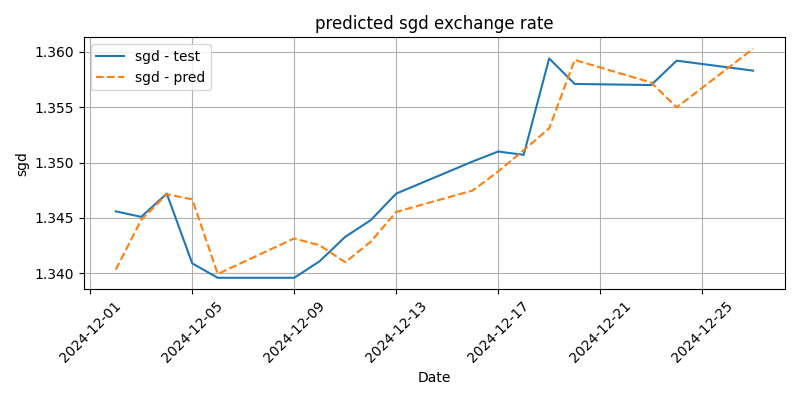 predicted sgd exchange rate
sgd - test
sgd - pred
1.360
1.355
1.350
1.345
1.340
sgd
2024-12-01
2024-12-05
2024-12-09
2024-12-13
2024-12-17
2024-12-21
2024-12-25
Date